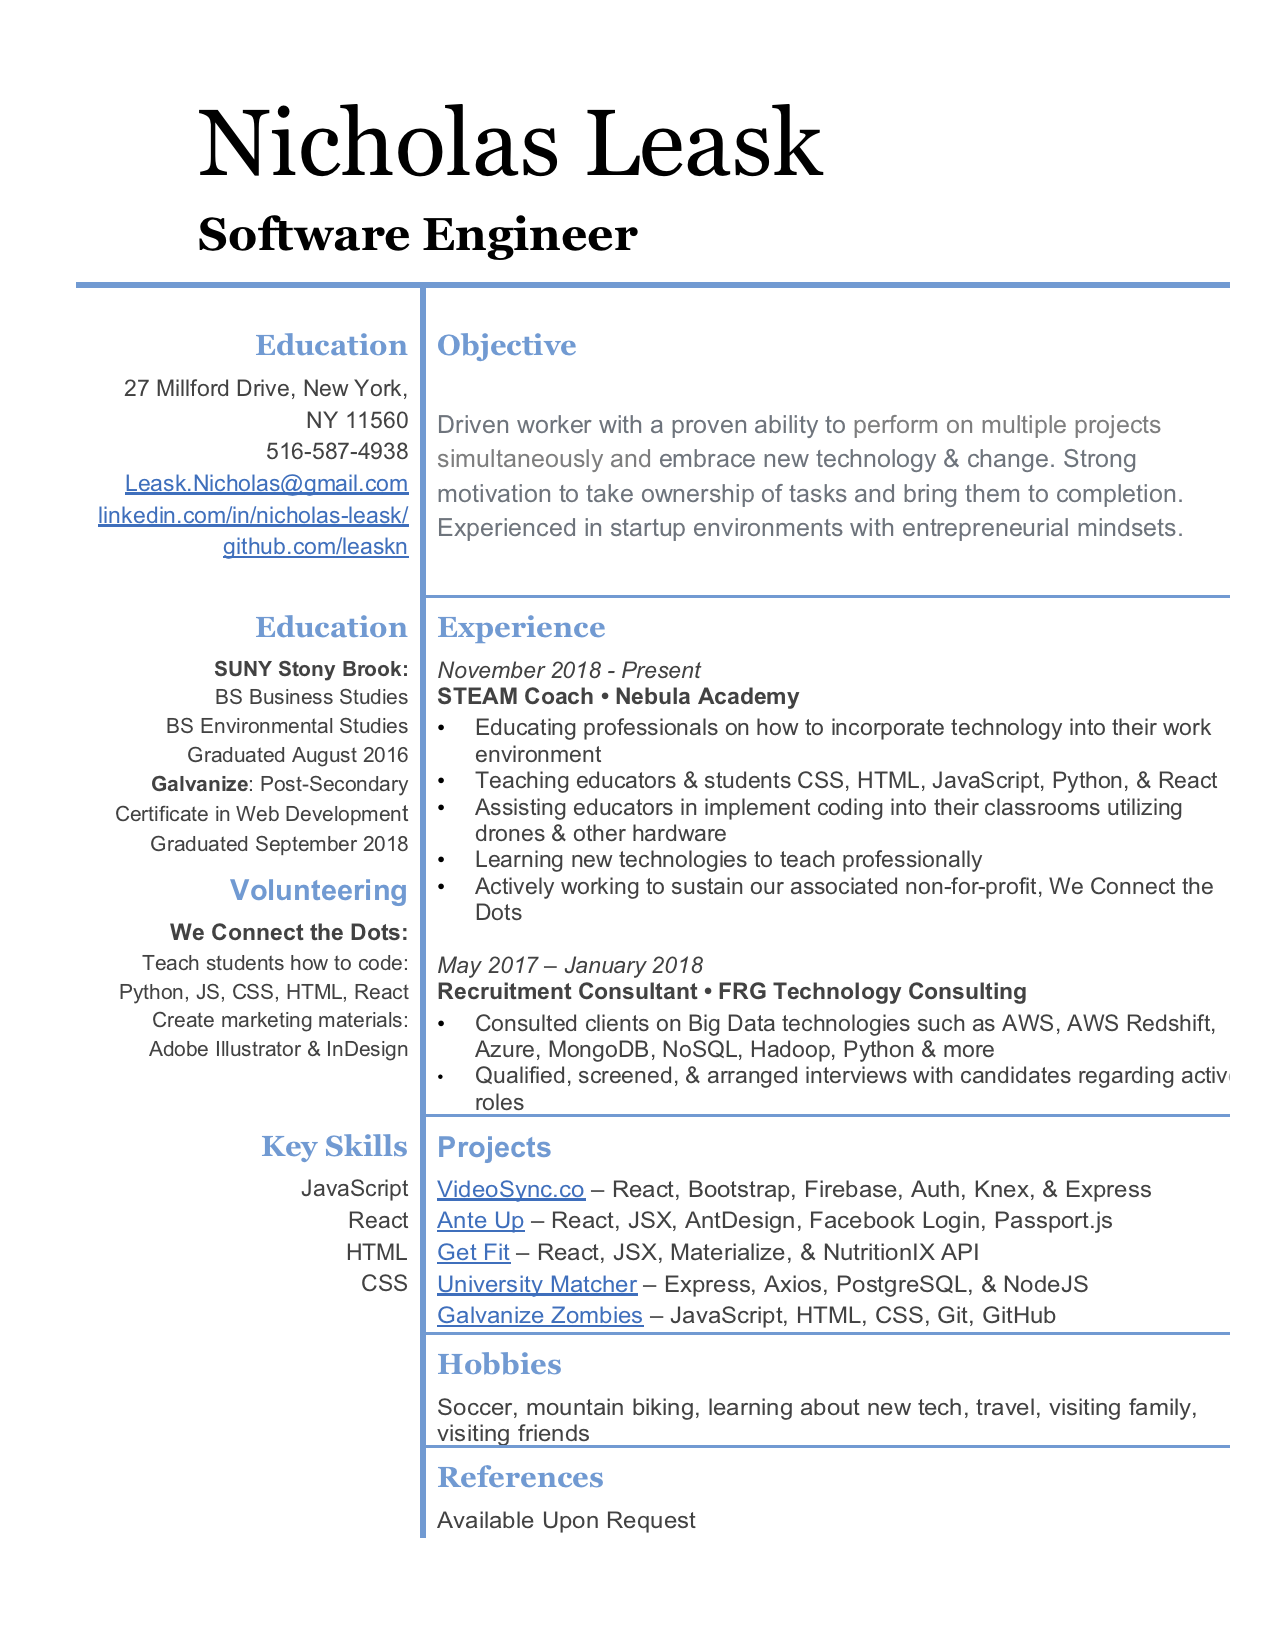 Nicholas Leask
Software Engineer
Education
27 Millford Drive, New York,
NY 11560
516-587-4938
Leask.Nicholas@gmail.com
linkedin.com/in/nicholas-leask/
github.com/leaskn
Objective
Driven worker with a proven ability to perform on multiple projects
simultaneously and embrace new technology & change. Strong
motivation to take ownership of tasks and bring them to completion.
Experienced in startup environments with entrepreneurial mindsets.
Education
SUNY Stony Brook:
BS Business Studies
BS Environmental Studies
Graduated August 2016
Galvanize: Post-Secondary
Certificate in Web Development
Graduated September 2018
Volunteering
We Connect the Dots:
Teach students how to code:
Python, JS, CSS, HTML, React
Create marketing materials:
Adobe Illustrator & InDesign
Experience
November 2018 - Present
STEAM Coach • Nebula Academy
• Educating professionals on how to incorporate technology into their work
environment
• Teaching educators & students CSS, HTML, JavaScript, Python, & React
• Assisting educators in implement coding into their classrooms utilizing
drones & other hardware
• Learning new technologies to teach professionally
• Actively working to sustain our associated non-for-profit, We Connect the
Dots
May 2017 – January 2018
Recruitment Consultant • FRG Technology Consulting
• Consulted clients on Big Data technologies such as AWS, AWS Redshift,
Azure, MongoDB, NoSQL, Hadoop, Python & more
• Qualified, screened, & arranged interviews with candidates regarding active
roles
Key Skills
JavaScript
React
HTML
CSS
Projects
VideoSync.co – React, Bootstrap, Firebase, Auth, Knex, & Express
Ante Up – React, JSX, AntDesign, Facebook Login, Passport.js
Get Fit – React, JSX, Materialize, & NutritionIX API
University Matcher – Express, Axios, PostgreSQL, & NodeJS
Galvanize Zombies – JavaScript, HTML, CSS, Git, GitHub
Hobbies
Soccer, mountain biking, learning about new tech, travel, visiting family,
visiting friends
References
Available Upon Request